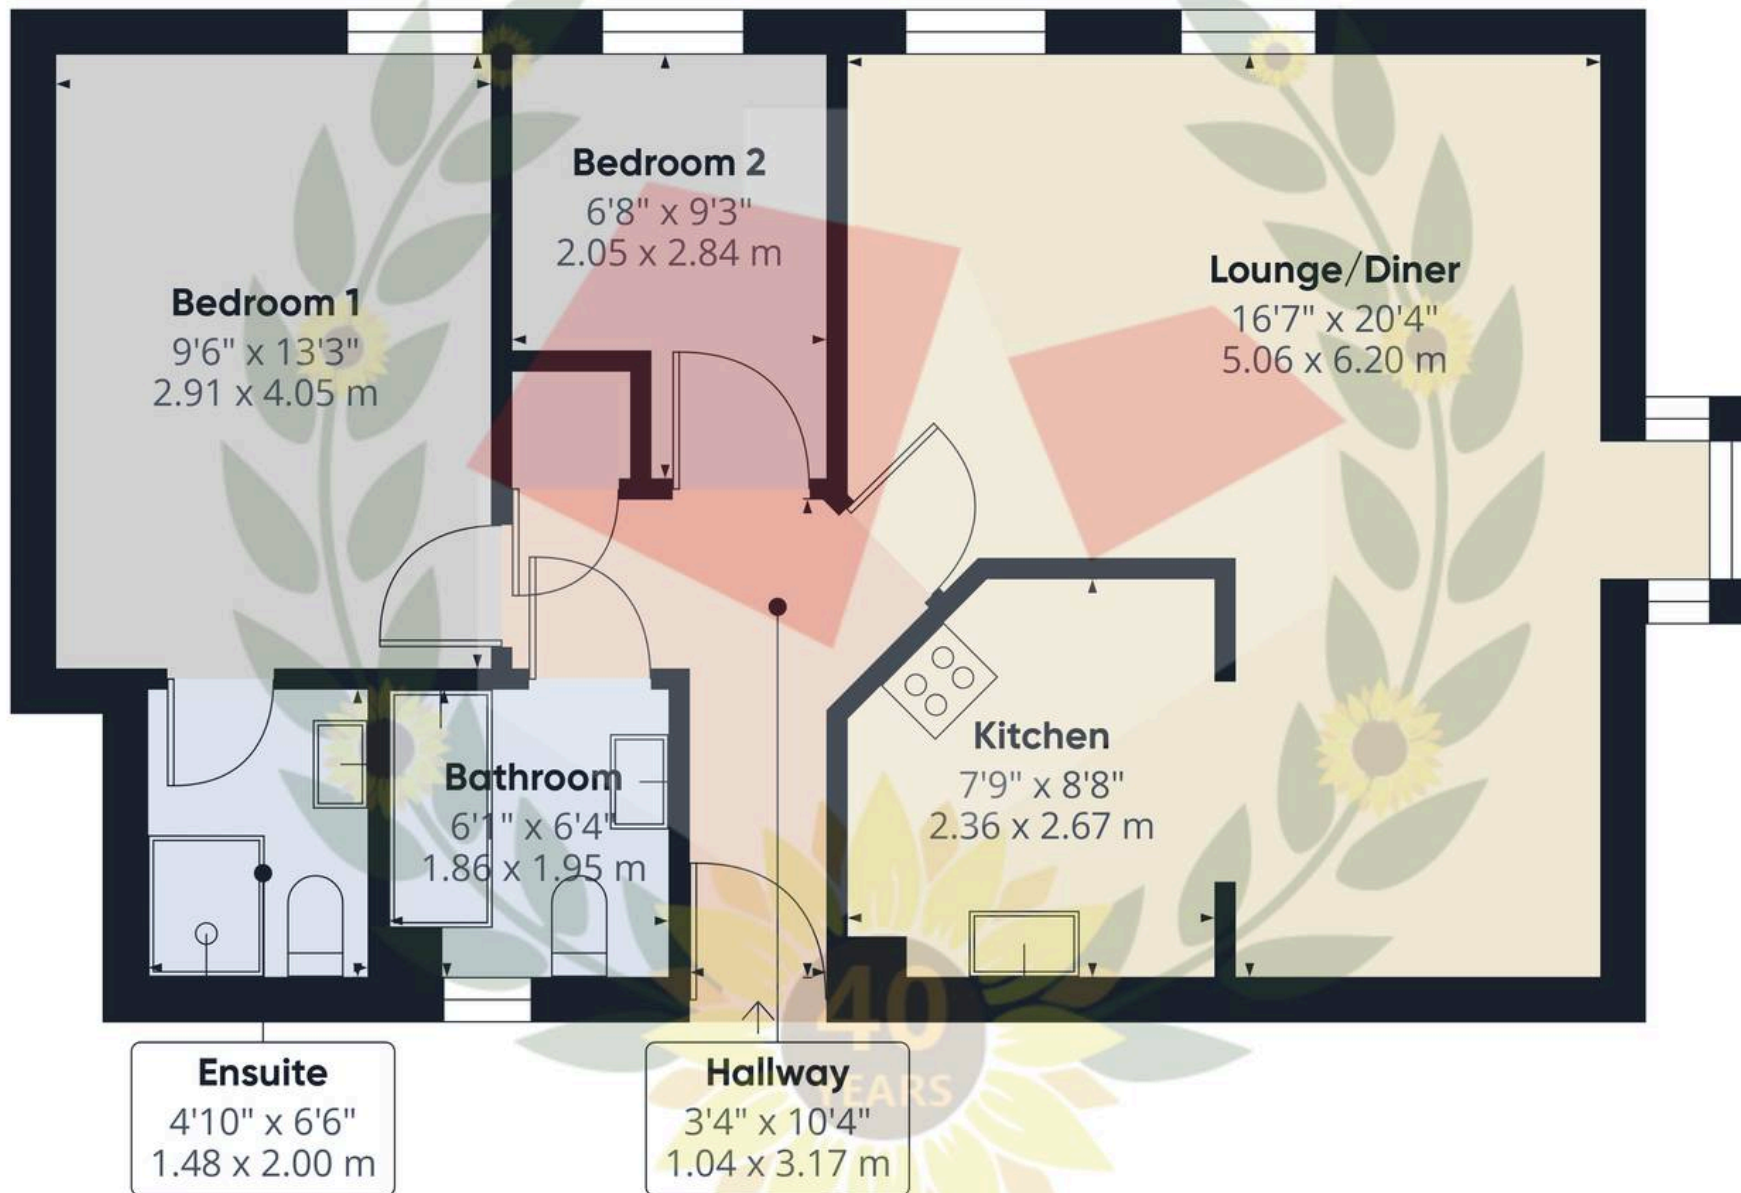 Bedroom 1
9'6" x 13'3"
2.91 x 4.05 m
Bedroom 2
6'8" x 9'3"
2.05 x 2.84 m
Lounge/Diner
16'7" x 20'4"
5.06 x 6.20 m
Bathroom
6'1" x 6'4"
1.86 x 1.95 m
Kitchen
7'9" x 8'8"
2.36 x 2.67 m
40
YEARS
Ensuite
4'10" x 6'6"
1.48 x 2.00 m
Hallway
3'4" x 10'4"
1.04 x 3.17 m